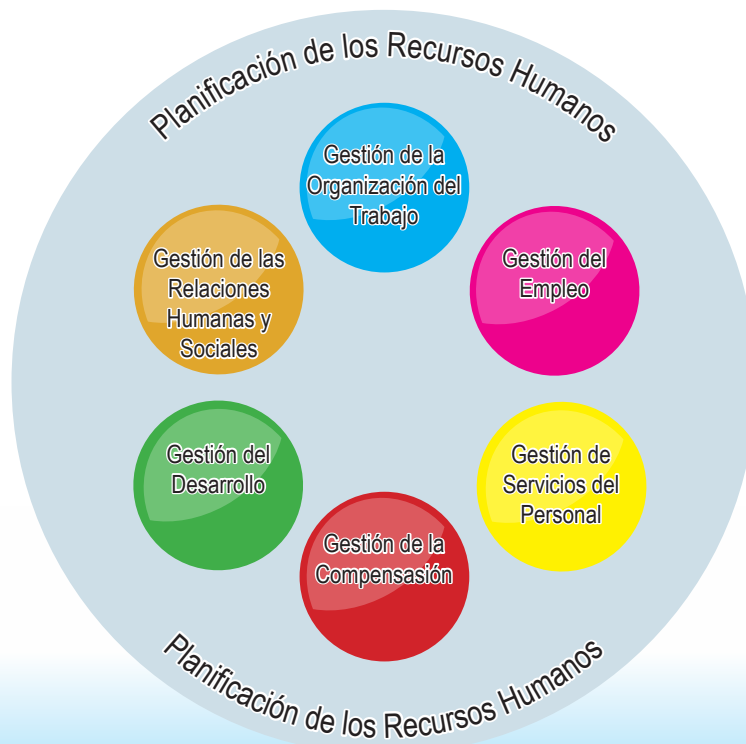 Planificación de los Recursos Humanos
Gestión de la
Organización del
Trabajo
Gestión de las
Relaciones
Humanas y
Sociales
Gestión del
Empleo
Gestión del
Desarrollo
Gestión de
Servicios del
Personal
Gestión de la
Compensasión
Planificación de los Recursos Humanos